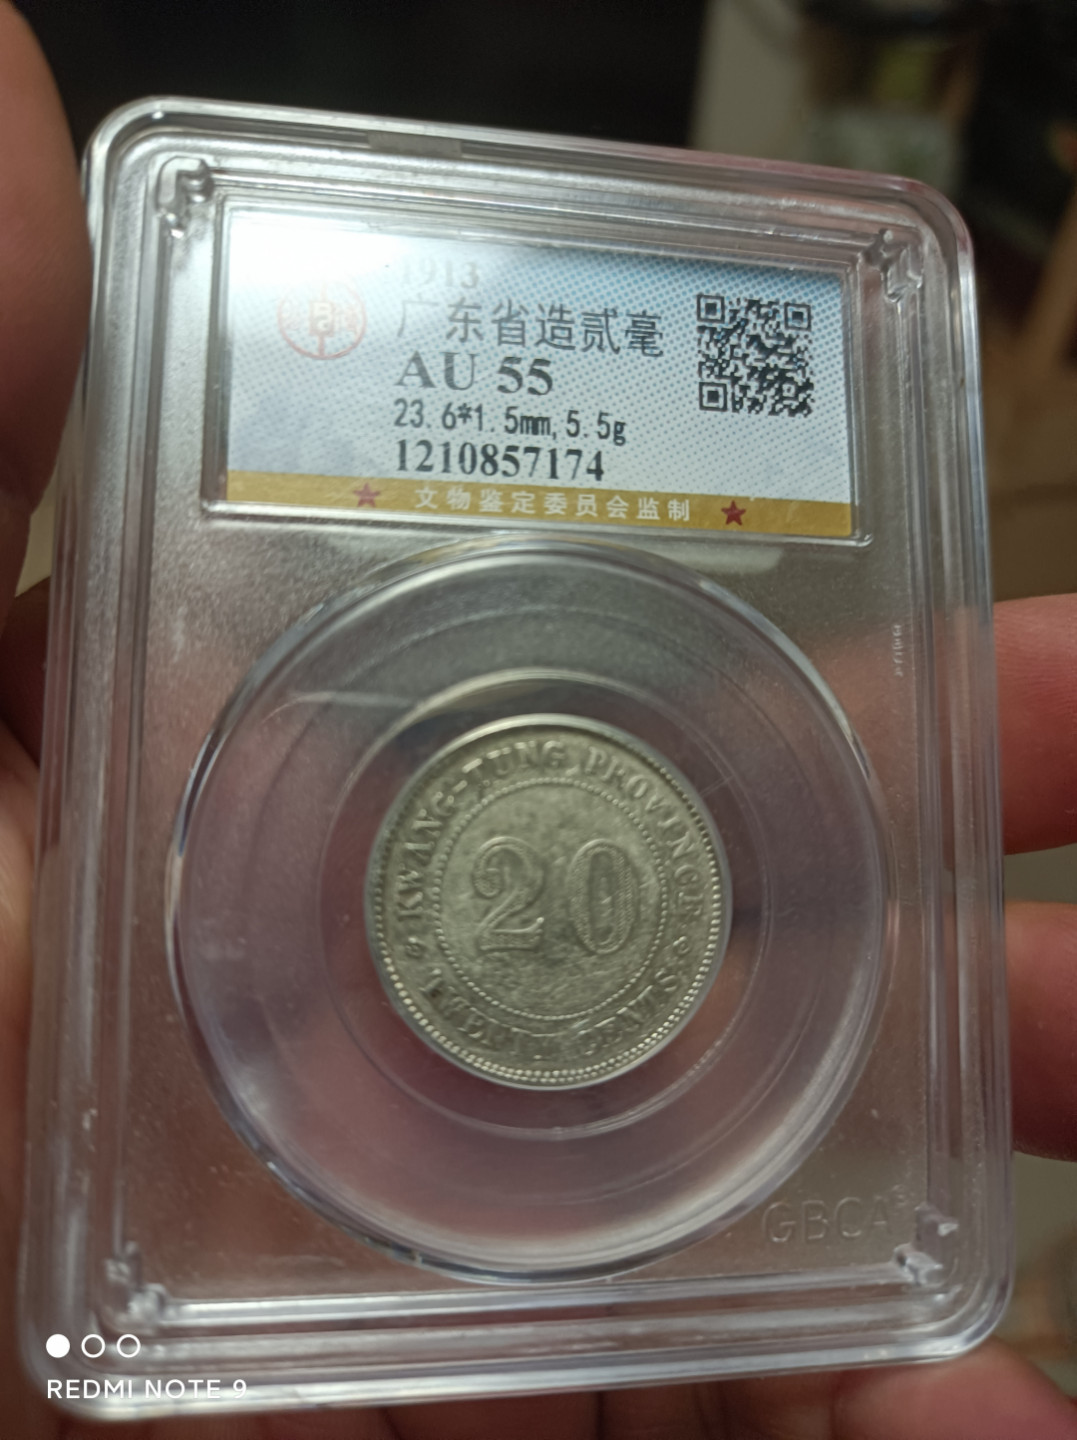 1913
广东省造贰毫
AU 55
23.6*1.5mm,5.5g
1210857174
★ 文物鉴定委员会监制 ★
KWANG-TUNG PROVINCE
20
CENTS
GBCA
REDMI NOTE 9